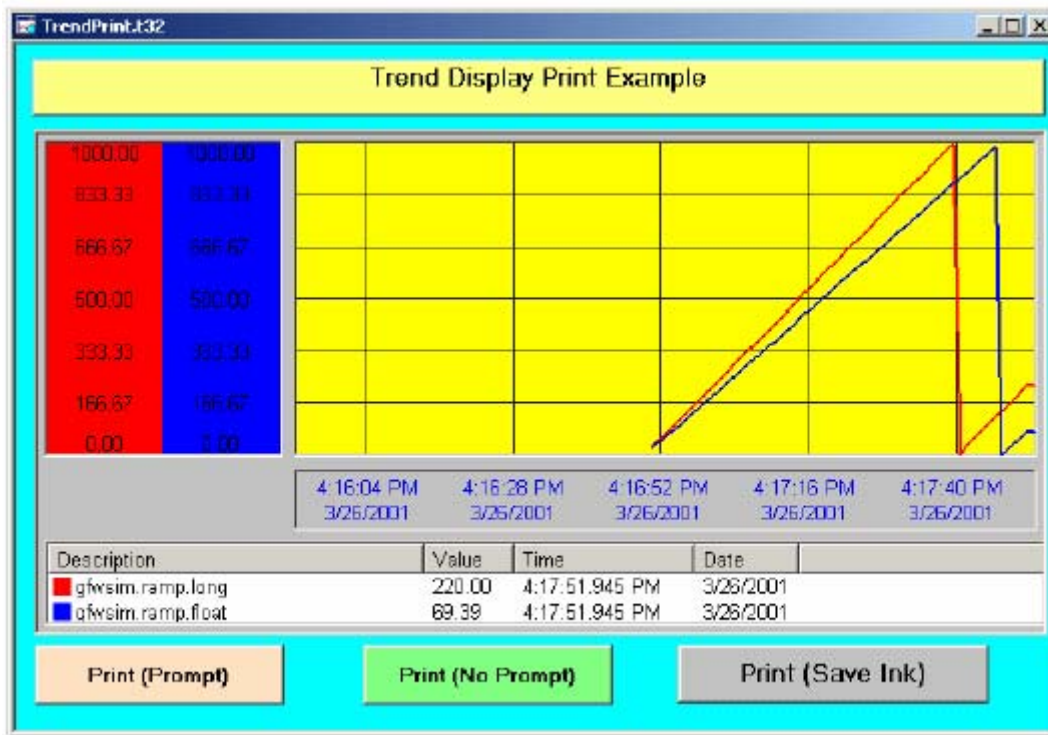 TrendPrint.t32
Trend Display Print Example
1000.00 1000.00
833.33 833.33
666.67 666.67
500.00 500.00
333.33 333.33
166.67 166.67
0.00 0.00
4:16:04 PM 4:16:28 PM 4:16:52 PM 4:17:16 PM 4:17:40 PM
3/26/2001 3/26/2001 3/26/2001 3/26/2001 3/26/2001
Description Value Time Date
gfwsim.ramp.long 220.00 4:17:51.945 PM 3/26/2001
gfwsim.ramp.float 69.39 4:17:51.945 PM 3/26/2001
Print (Prompt) Print (No Prompt) Print (Save Ink)